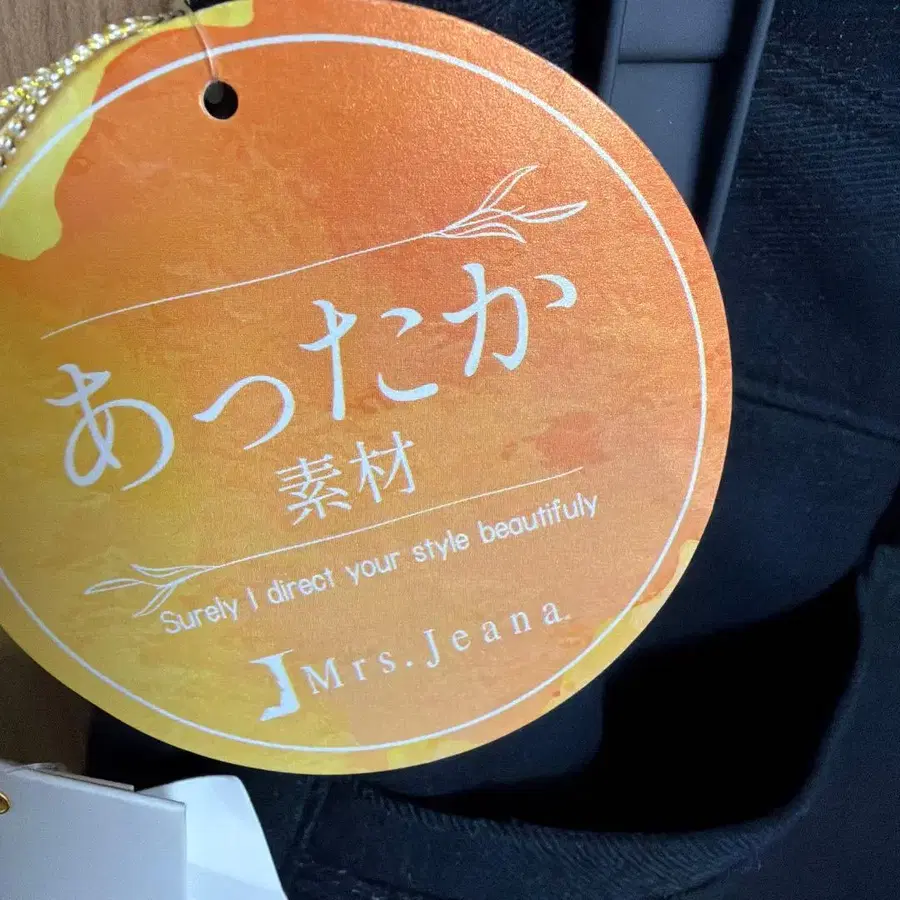 あったか
素材
Surely I direct your style beautifuly
Mrs.Jeana